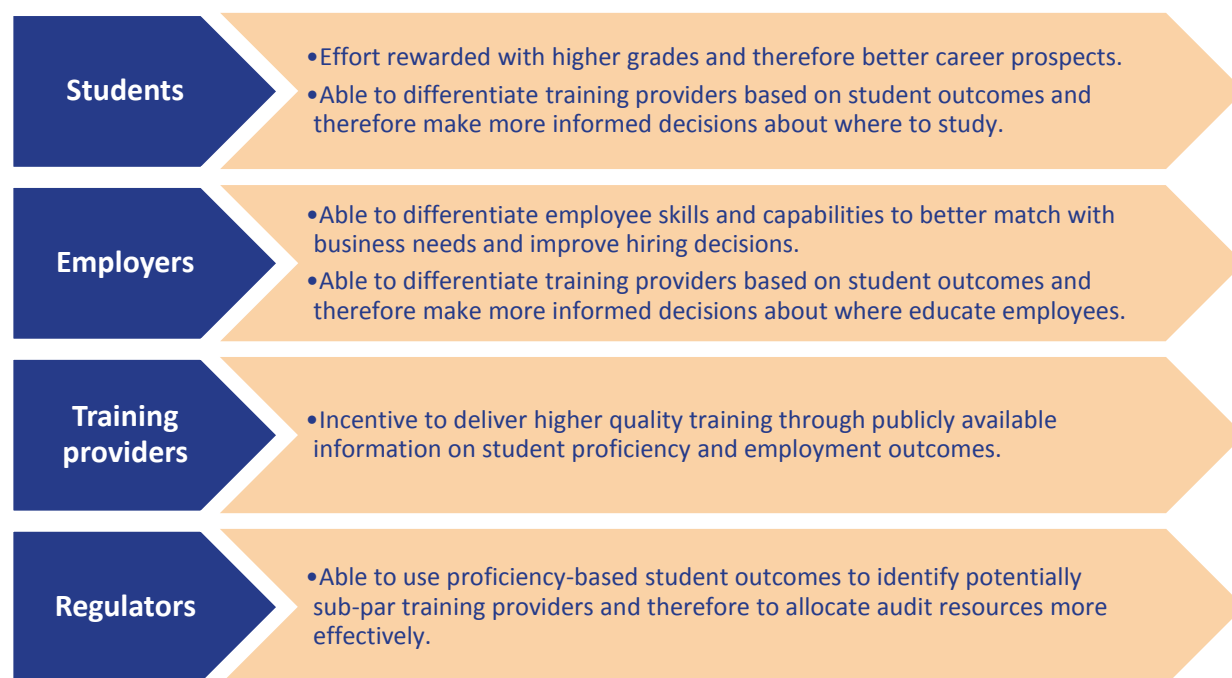 Students
•Effort rewarded with higher grades and therefore better career prospects.
•Able to differentiate training providers based on student outcomes and
therefore make more informed decisions about where to study.
Employers
•Able to differentiate employee skills and capabilities to better match with
business needs and improve hiring decisions.
•Able to differentiate training providers based on student outcomes and
therefore make more informed decisions about where educate employees.
Training
providers
•Incentive to deliver higher quality training through publicly available
information on student proficiency and employment outcomes.
Regulators
•Able to use proficiency-based student outcomes to identify potentially
sub-par training providers and therefore to allocate audit resources more
effectively.